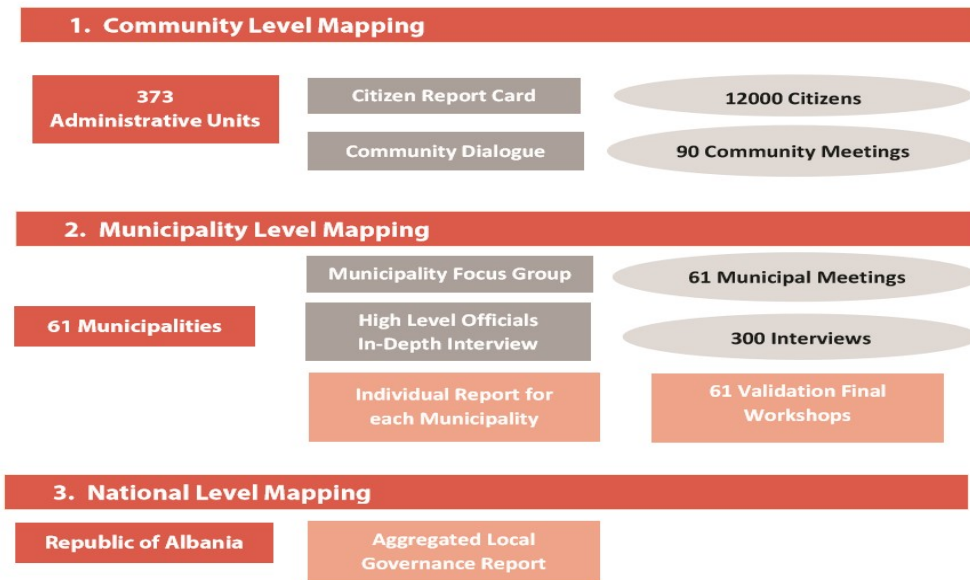 1. Community Level Mapping
373
Administrative Units
Citizen Report Card
12000 Citizens
Community Dialogue
90 Community Meetings
2. Municipality Level Mapping
61 Municipalities
Municipality Focus Group
61 Municipal Meetings
High Level Officials
In-Depth Interview
300 Interviews
Individual Report for
each Municipality
61 Validation Final
Workshops
3. National Level Mapping
Republic of Albania
Aggregated Local
Governance Report